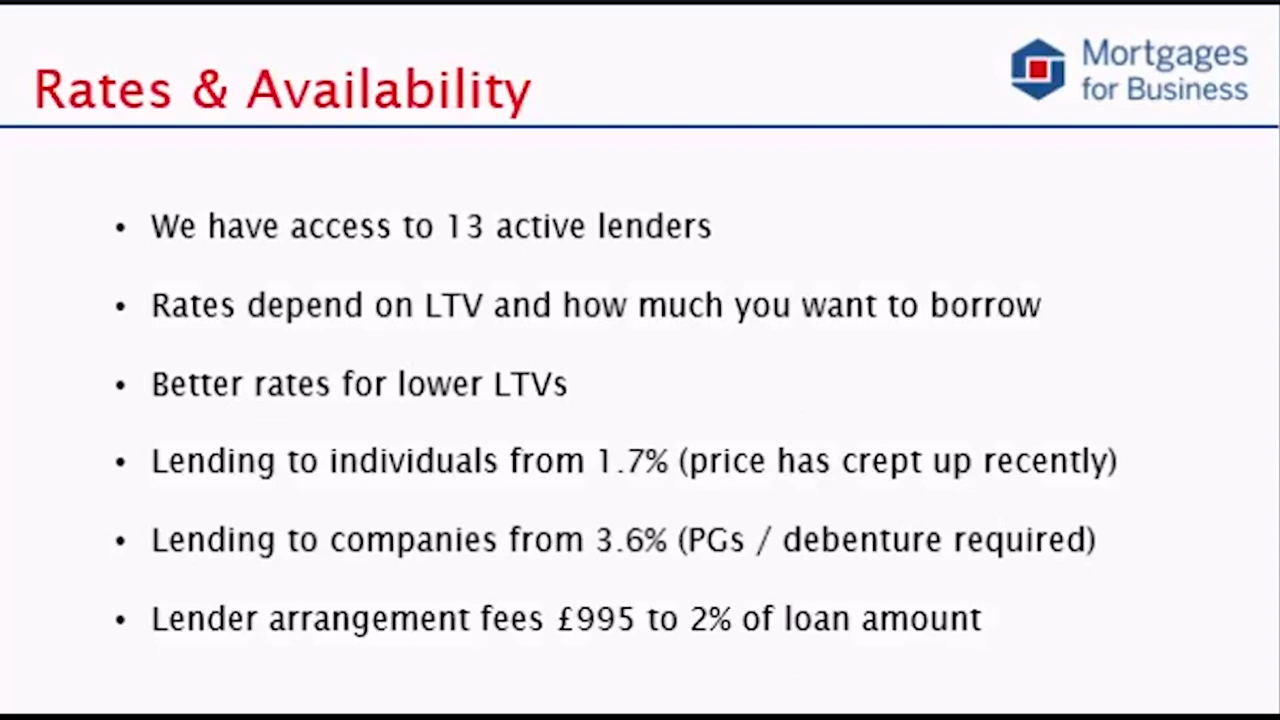 Rates & Availability
Mortgages
for Business
• We have access to 13 active lenders
• Rates depend on LTV and how much you want to borrow
• Better rates for lower LTVs
• Lending to individuals from 1.7% (price has crept up recently)
• Lending to companies from 3.6% (PGs / debenture required)
• Lender arrangement fees £995 to 2% of loan amount